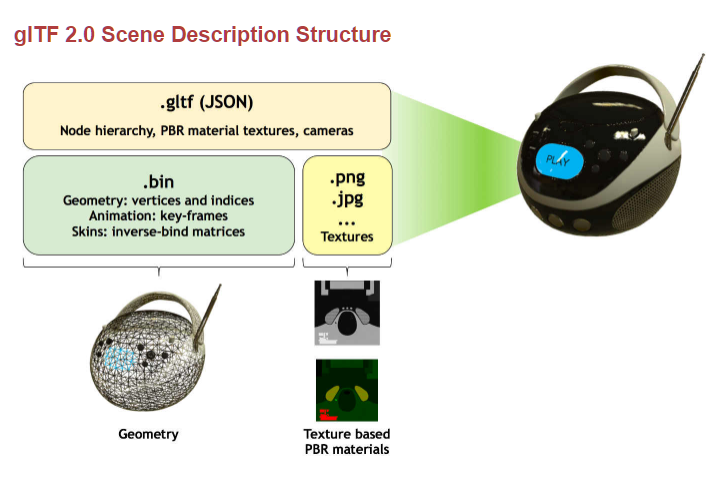 glTF 2.0 Scene Description Structure
.gltf (JSON)
Node hierarchy, PBR material textures, cameras
.bin
Geometry: vertices and indices
Animation: key-frames
Skins: inverse-bind matrices
.png
.jpg
...
Textures
PLAY
Geometry
Texture based
PBR materials